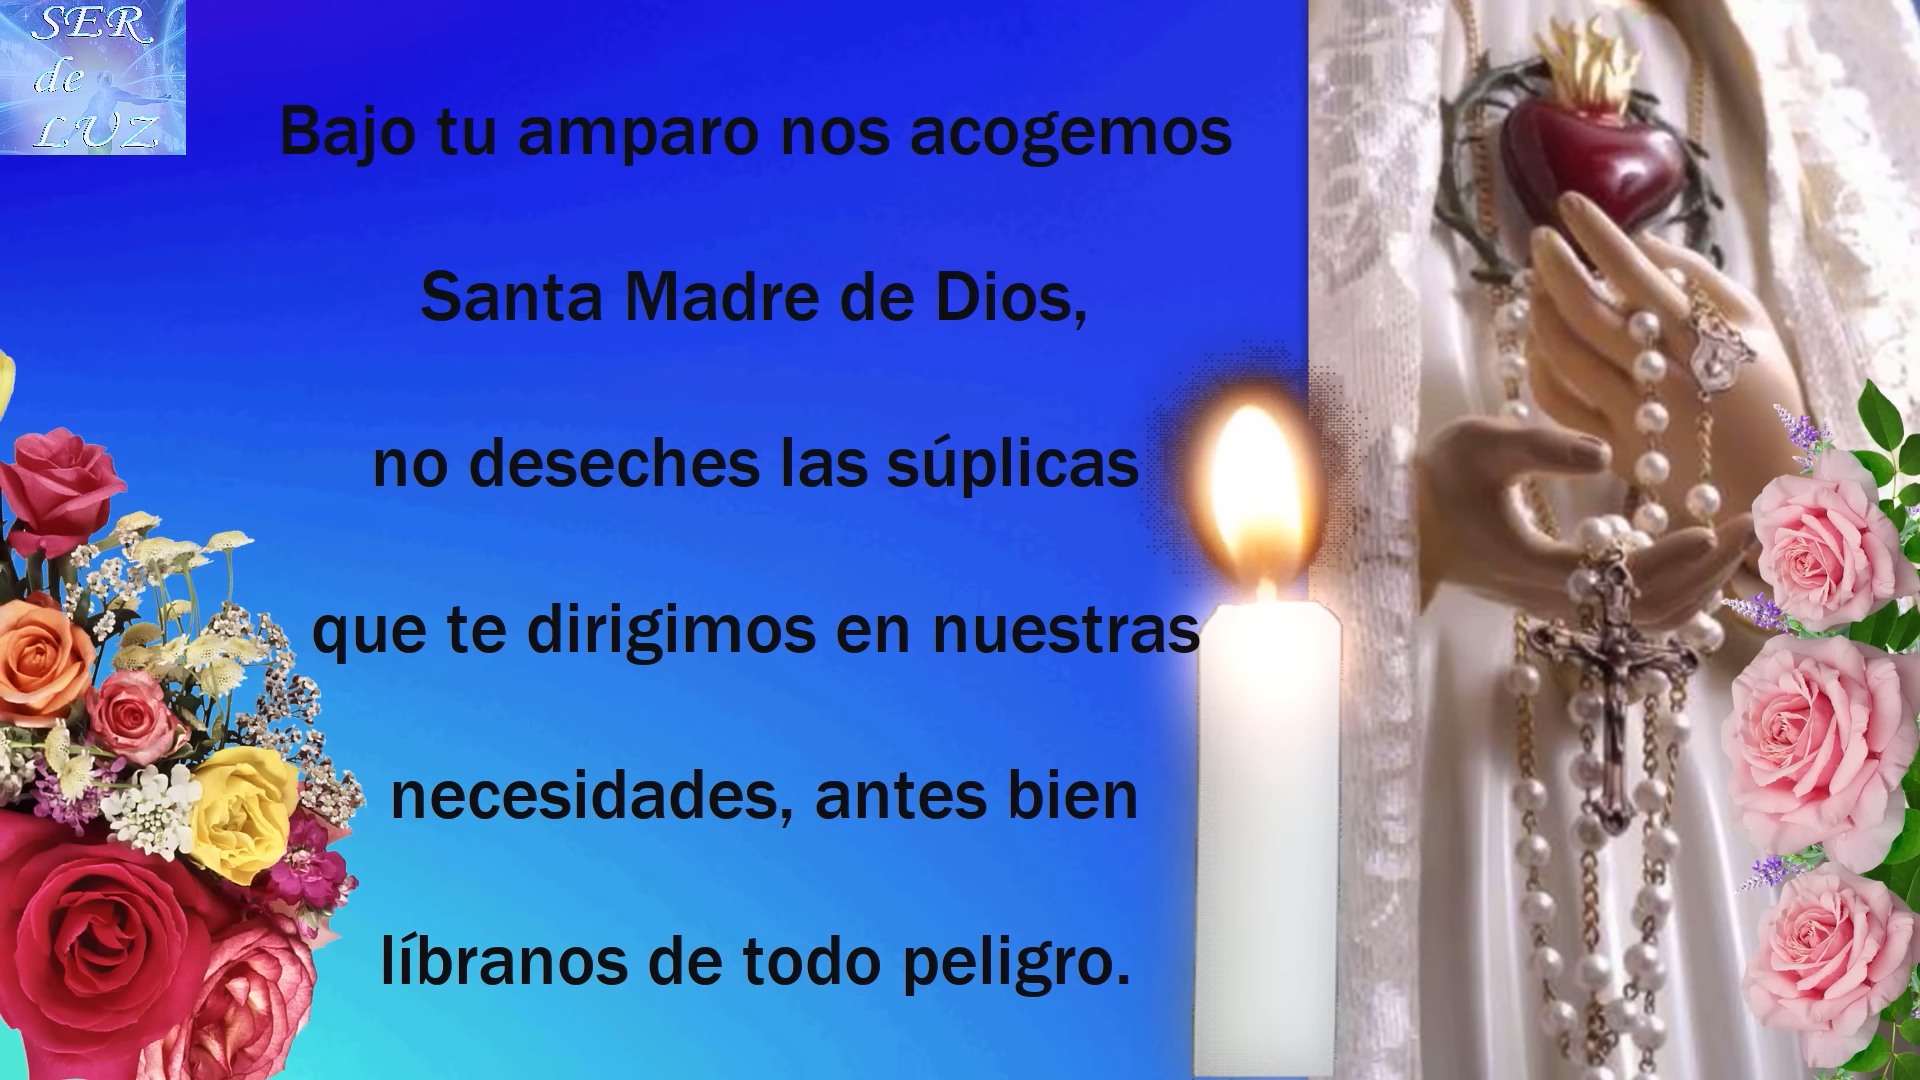 SER
de
LUZ
Bajo tu amparo nos acogemos
Santa Madre de Dios,
no deseches las súplicas
que te dirigimos en nuestras
necesidades, antes bien
líbranos de todo peligro.